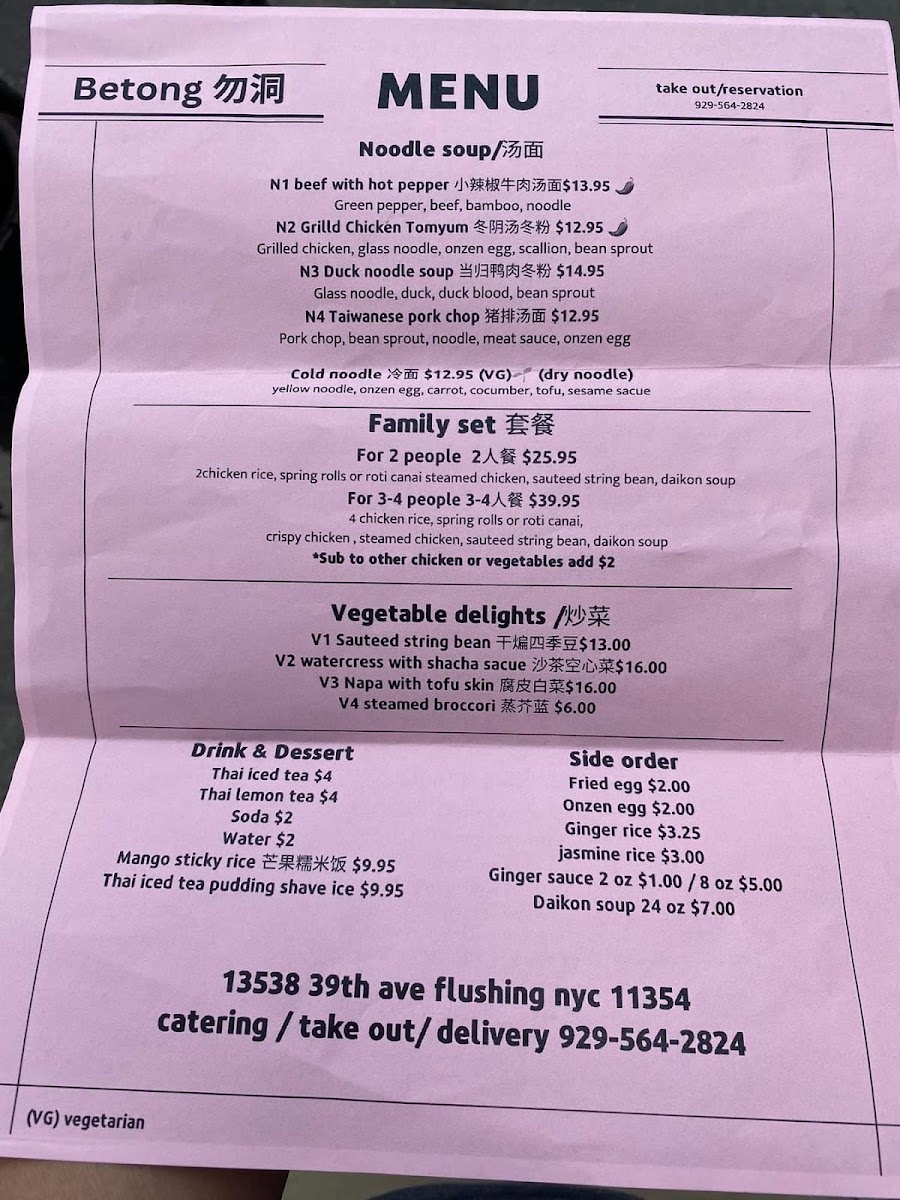 Betong 勿洞
MENU
take out/reservation
929-564-2824
Noodle soup/汤面
N1 beef with hot pepper 小辣椒牛肉汤面$13.95
Green pepper, beef, bamboo, noodle
N2 Grilld Chicken Tomyum 冬阴汤冬粉 $12.95
Grilled chicken, glass noodle, onzen egg, scallion, bean sprout
N3 Duck noodle soup 当归鸭肉冬粉 $14.95
Glass noodle, duck, duck blood, bean sprout
N4 Taiwanese pork chop 猪排汤面 $12.95
Pork chop, bean sprout, noodle, meat sauce, onzen egg
Cold noodle 冷面 $12.95 (VG) (dry noodle)
yellow noodle, onzen egg, carrot, cocumber, tofu, sesame sacue
Family set 套餐
For 2 people 2人餐 $25.95
2chicken rice, spring rolls or roti canai steamed chicken, sauteed string bean, daikon soup
For 3-4 people 3-4人餐 $39.95
4 chicken rice, spring rolls or roti canai,
crispy chicken , steamed chicken, sauteed string bean, daikon soup
*Sub to other chicken or vegetables add $2
Vegetable delights /炒菜
V1 Sauteed string bean 干煸四季豆$13.00
V2 watercress with shacha sacue 沙茶空心菜$16.00
V3 Napa with tofu skin 腐皮白菜$16.00
V4 steamed broccori 蒸芥蓝 $6.00
Drink & Dessert
Thai iced tea $4
Thai lemon tea $4
Soda $2
Water $2
Mango sticky rice 芒果糯米饭 $9.95
Thai iced tea pudding shave ice $9.95
Side order
Fried egg $2.00
Onzen egg $2.00
Ginger rice $3.25
jasmine rice $3.00
Ginger sauce 2 oz $1.00 / 8 oz $5.00
Daikon soup 24 oz $7.00
13538 39th ave flushing nyc 11354
catering / take out/ delivery 929-564-2824
(VG) vegetarian